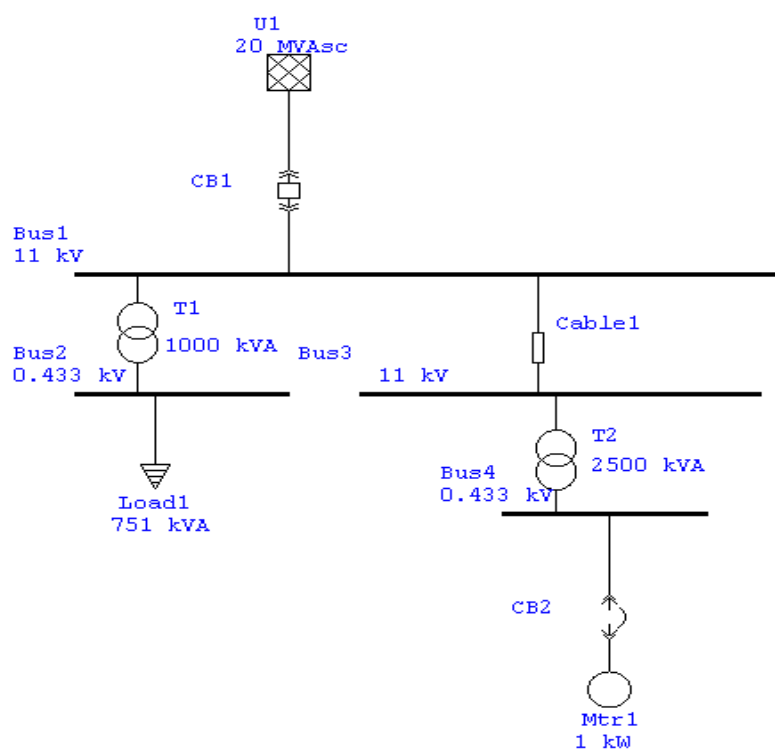 U1
20 MVAsc
CB1
Bus1
11 kV
T1
1000 kVA
Cable1
Bus2
0.433 kV
Bus3
11 kV
T2
2500 kVA
Bus4
0.433 kV
Load1
751 kVA
CB2
Mtr1
1 kW